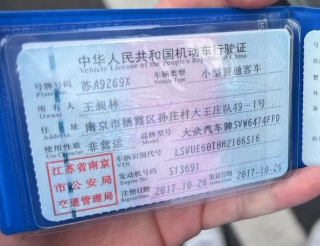 中华人民共和国机动车行驶证
Vehicle License of the People's Republic of China
号牌号码 苏A9269X 车辆类型 小型普通客车
Plate No. Vehicle Type
所有人 王昶林
Owner
住址 南京市栖霞区孙庄村大王庄队49-1号
Address
使用性质 非营运 品牌型号 大众汽车牌SVW6474FFD
Use Character Model
江苏省南京 车辆识别代号 LSVUE60T0H2166516
VIN
市公安局 发动机号码 S13691
Engine No.
交通管理局 注册日期 2017-10-26 发证日期 2017-10-26
Register Date Issue Date